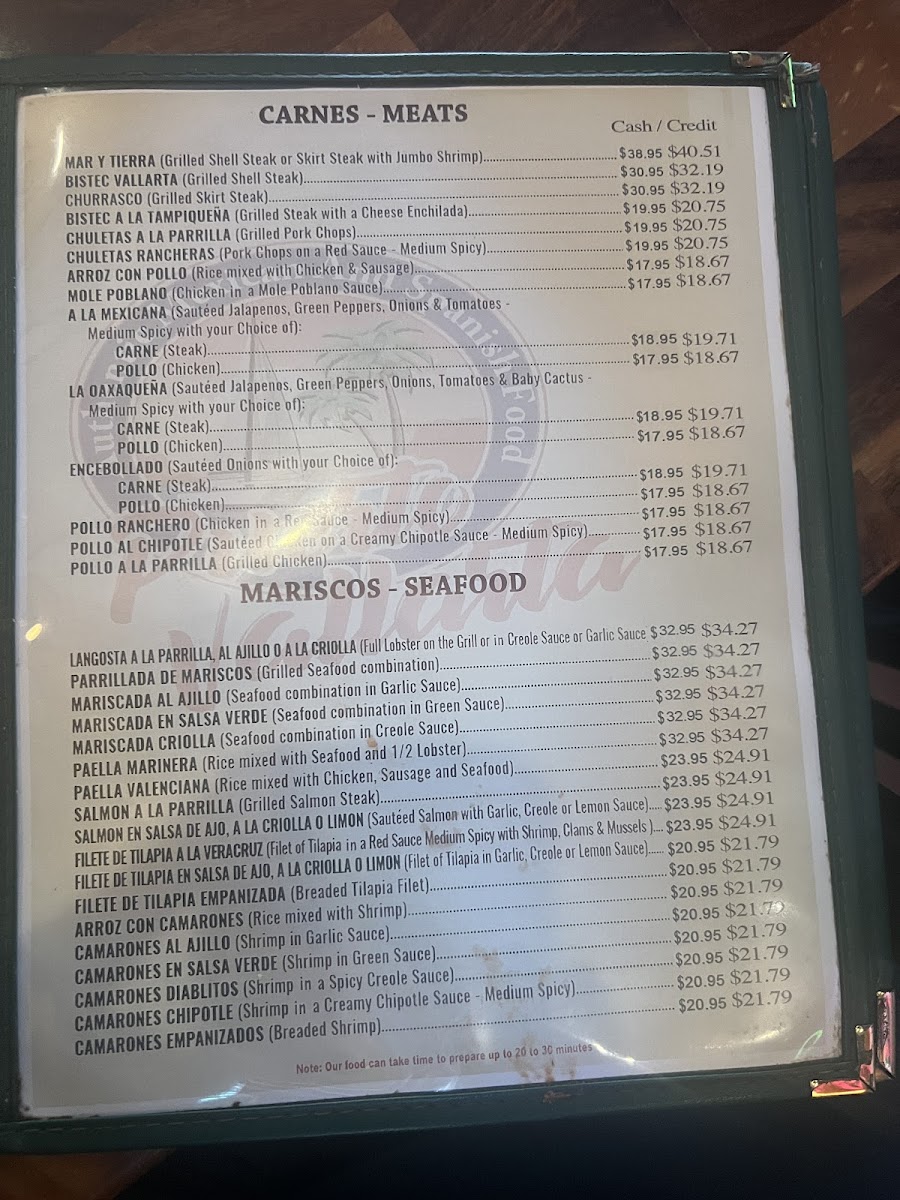 CARNES - MEATS
Cash / Credit
MAR Y TIERRA (Grilled Shell Steak or Skirt Steak with Jumbo Shrimp)..... $38.95 $40.51
BISTEC VALLARTA (Grilled Shell Steak)..... $30.95 $32.19
CHURRASCO (Grilled Skirt Steak)..... $30.95 $32.19
BISTEC A LA TAMPIQUEÑA (Grilled Steak with a Cheese Enchilada)..... $19.95 $20.75
CHULETAS A LA PARRILLA (Grilled Pork Chops)..... $19.95 $20.75
CHULETAS RANCHERAS (Pork Chops on a Red Sauce - Medium Spicy)..... $19.95 $20.75
ARROZ CON POLLO (Rice mixed with Chicken & Sausage)..... $17.95 $18.67
MOLE POBLANO (Chicken in a Mole Poblano Sauce)..... $17.95 $18.67
A LA MEXICANA (Sautéed Jalapenos, Green Peppers, Onions & Tomatoes -
Medium Spicy with your Choice of):
CARNE (Steak)..... $18.95 $19.71
POLLO (Chicken)..... $17.95 $18.67
LA OAXAQUEÑA (Sautéed Jalapenos, Green Peppers, Onions, Tomatoes & Baby Cactus -
Medium Spicy with your Choice of):
CARNE (Steak)..... $18.95 $19.71
POLLO (Chicken)..... $17.95 $18.67
ENCEBOLLADO (Sautéed Onions with your Choice of):
CARNE (Steak)..... $18.95 $19.71
POLLO (Chicken)..... $17.95 $18.67
POLLO RANCHERO (Chicken in a Red Sauce - Medium Spicy)..... $17.95 $18.67
POLLO AL CHIPOTLE (Sautéed Chicken on a Creamy Chipotle Sauce - Medium Spicy)..... $17.95 $18.67
POLLO A LA PARRILLA (Grilled Chicken)..... $17.95 $18.67
And Spanish Food
Vallarta
MARISCOS - SEAFOOD
LANGOSTA A LA PARRILLA, AL AJILLO O A LA CRIOLLA (Full Lobster on the Grill or in Creole Sauce or Garlic Sauce $32.95 $34.27
PARRILLADA DE MARISCOS (Grilled Seafood combination)..... $32.95 $34.27
MARISCADA AL AJILLO (Seafood combination in Garlic Sauce)..... $32.95 $34.27
MARISCADA EN SALSA VERDE (Seafood combination in Green Sauce)..... $32.95 $34.27
MARISCADA CRIOLLA (Seafood combination in Creole Sauce)..... $32.95 $34.27
PAELLA MARINERA (Rice mixed with Seafood and 1/2 Lobster)..... $32.95 $34.27
PAELLA VALENCIANA (Rice mixed with Chicken, Sausage and Seafood)..... $23.95 $24.91
SALMON A LA PARRILLA (Grilled Salmon Steak)..... $23.95 $24.91
SALMON EN SALSA DE AJO, A LA CRIOLLA O LIMON (Sautéed Salmon with Garlic, Creole or Lemon Sauce)..... $23.95 $24.91
FILETE DE TILAPIA A LA VERACRUZ (Filet of Tilapia in a Red Sauce Medium Spicy with Shrimp, Clams & Mussels )... $23.95 $24.91
FILETE DE TILAPIA EN SALSA DE AJO, A LA CRIOLLA O LIMON (Filet of Tilapia in Garlic, Creole or Lemon Sauce)..... $20.95 $21.79
FILETE DE TILAPIA EMPANIZADA (Breaded Tilapia Filet)..... $20.95 $21.79
ARROZ CON CAMARONES (Rice mixed with Shrimp)..... $20.95 $21.79
CAMARONES AL AJILLO (Shrimp in Garlic Sauce)..... $20.95 $21.79
CAMARONES EN SALSA VERDE (Shrimp in Green Sauce)..... $20.95 $21.79
CAMARONES DIABLITOS (Shrimp in a Spicy Creole Sauce)..... $20.95 $21.79
CAMARONES CHIPOTLE (Shrimp in a Creamy Chipotle Sauce - Medium Spicy)..... $20.95 $21.79
CAMARONES EMPANIZADOS (Breaded Shrimp)..... $20.95 $21.79
Note: Our food can take time to prepare up to 20 to 30 minutes